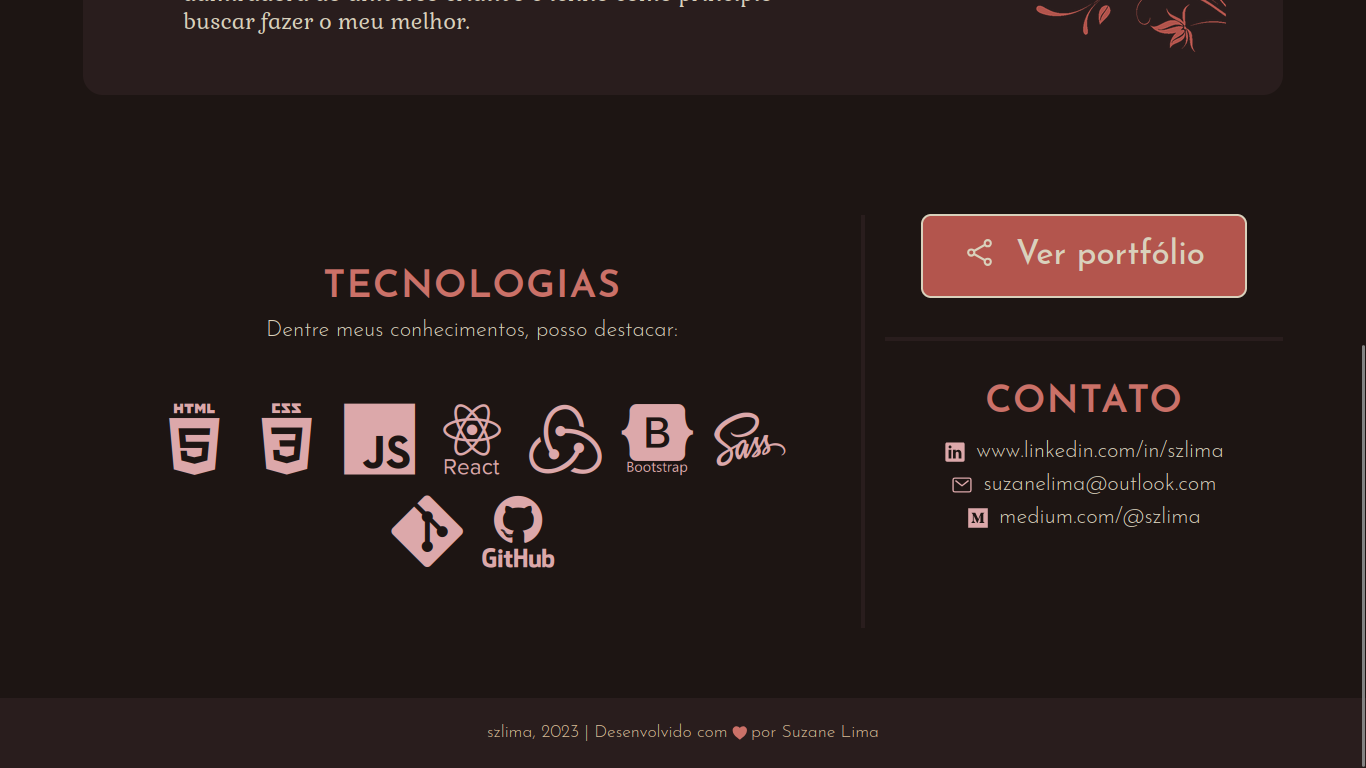 buscar fazer o meu melhor.
TECNOLOGIAS
Dentre meus conhecimentos, posso destacar:
HTML 5
CSS 3
JS
React
B Bootstrap
Sass
GitHub
Ver portfólio
CONTATO
in www.linkedin.com/in/szlima
suzanelima@outlook.com
M medium.com/@szlima
szlima, 2023 | Desenvolvido com por Suzane Lima